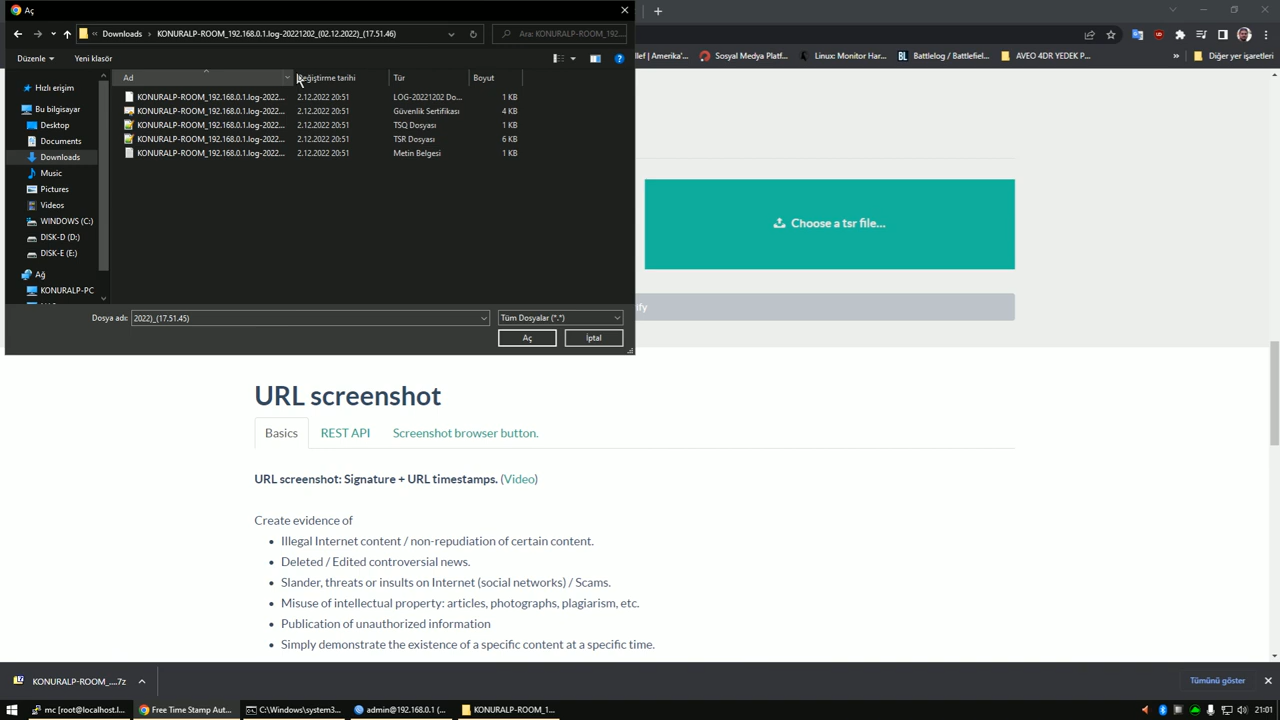 Aç
Downloads > KONURALP-ROOM_192.168.0.1.log-20221202_(02.12.2022)_(17.51.46)
Ara: KONURALP-ROOM_192...
Düzenle
Yeni klasör
Ad
Değiştirme tarihi
Tür
Boyut
KONURALP-ROOM_192.168.0.1.log-2022... 2.12.2022 20:51 LOG-20221202 Do... 1 KB
KONURALP-ROOM_192.168.0.1.log-2022... 2.12.2022 20:51 Güvenlik Sertifikası 4 KB
KONURALP-ROOM_192.168.0.1.log-2022... 2.12.2022 20:51 TSQ Dosyası 1 KB
KONURALP-ROOM_192.168.0.1.log-2022... 2.12.2022 20:51 TSR Dosyası 6 KB
KONURALP-ROOM_192.168.0.1.log-2022... 2.12.2022 20:51 Metin Belgesi 1 KB
Hızlı erişim
Bu bilgisayar
Desktop
Documents
Downloads
Music
Pictures
Videos
WINDOWS (C:)
DISK-D (D:)
DISK-E (E:)
Ağ
KONURALP-PC
Dosya adı: 2022)_(17.51.45)
Tüm Dosyalar (*.*)
Aç
İptal
lef | Amerika'...
Sosyal Medya Platf...
Linux: Monitor Har...
Battlelog / Battlefiel...
AVEO 4DR YEDEK P...
»
Diğer yer işaretleri
Choose a tsr file...
ify
URL screenshot
Basics
REST API
Screenshot browser button.
URL screenshot: Signature + URL timestamps. (Video)
Create evidence of
• Illegal Internet content / non-repudiation of certain content.
• Deleted / Edited controversial news.
• Slander, threats or insults on Internet (social networks) / Scams.
• Misuse of intellectual property: articles, photographs, plagiarism, etc.
• Publication of unauthorized information
• Simply demonstrate the existence of a specific content at a specific time.
KONURALP-ROOM_....7z
Tümünü göster
mc [root@localhost.l...
Free Time Stamp Aut...
C:\Windows\system3...
admin@192.168.0.1 (...
KONURALP-ROOM_1...
21:01